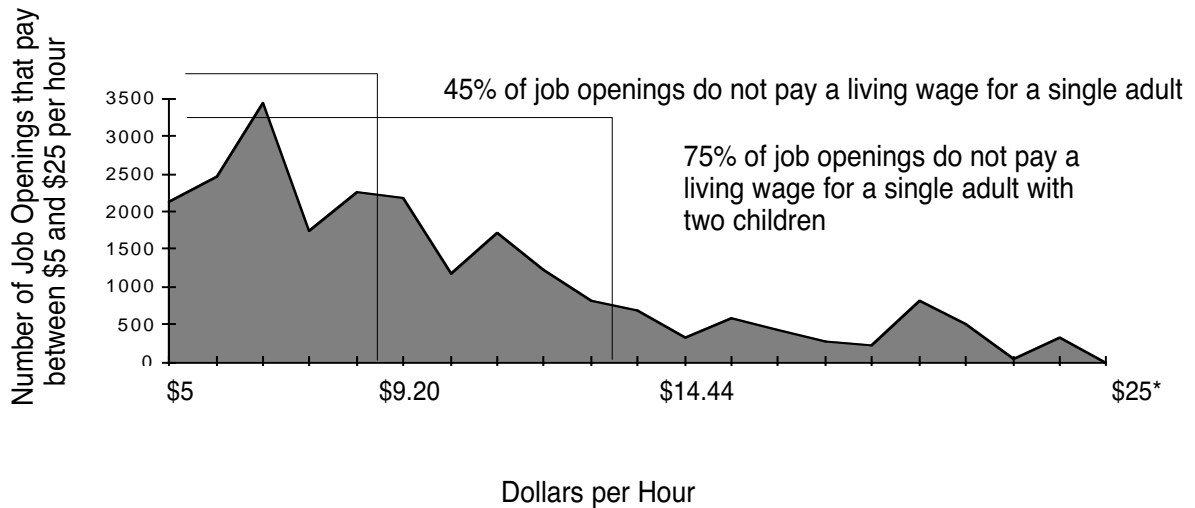 Number of Job Openings that pay
between $5 and $25 per hour
45% of job openings do not pay a living wage for a single adult
75% of job openings do not pay a
living wage for a single adult with
two children
3500
3000
2500
2000
1500
1000
500
0
$5
$9.20
$14.44
$25*
Dollars per Hour